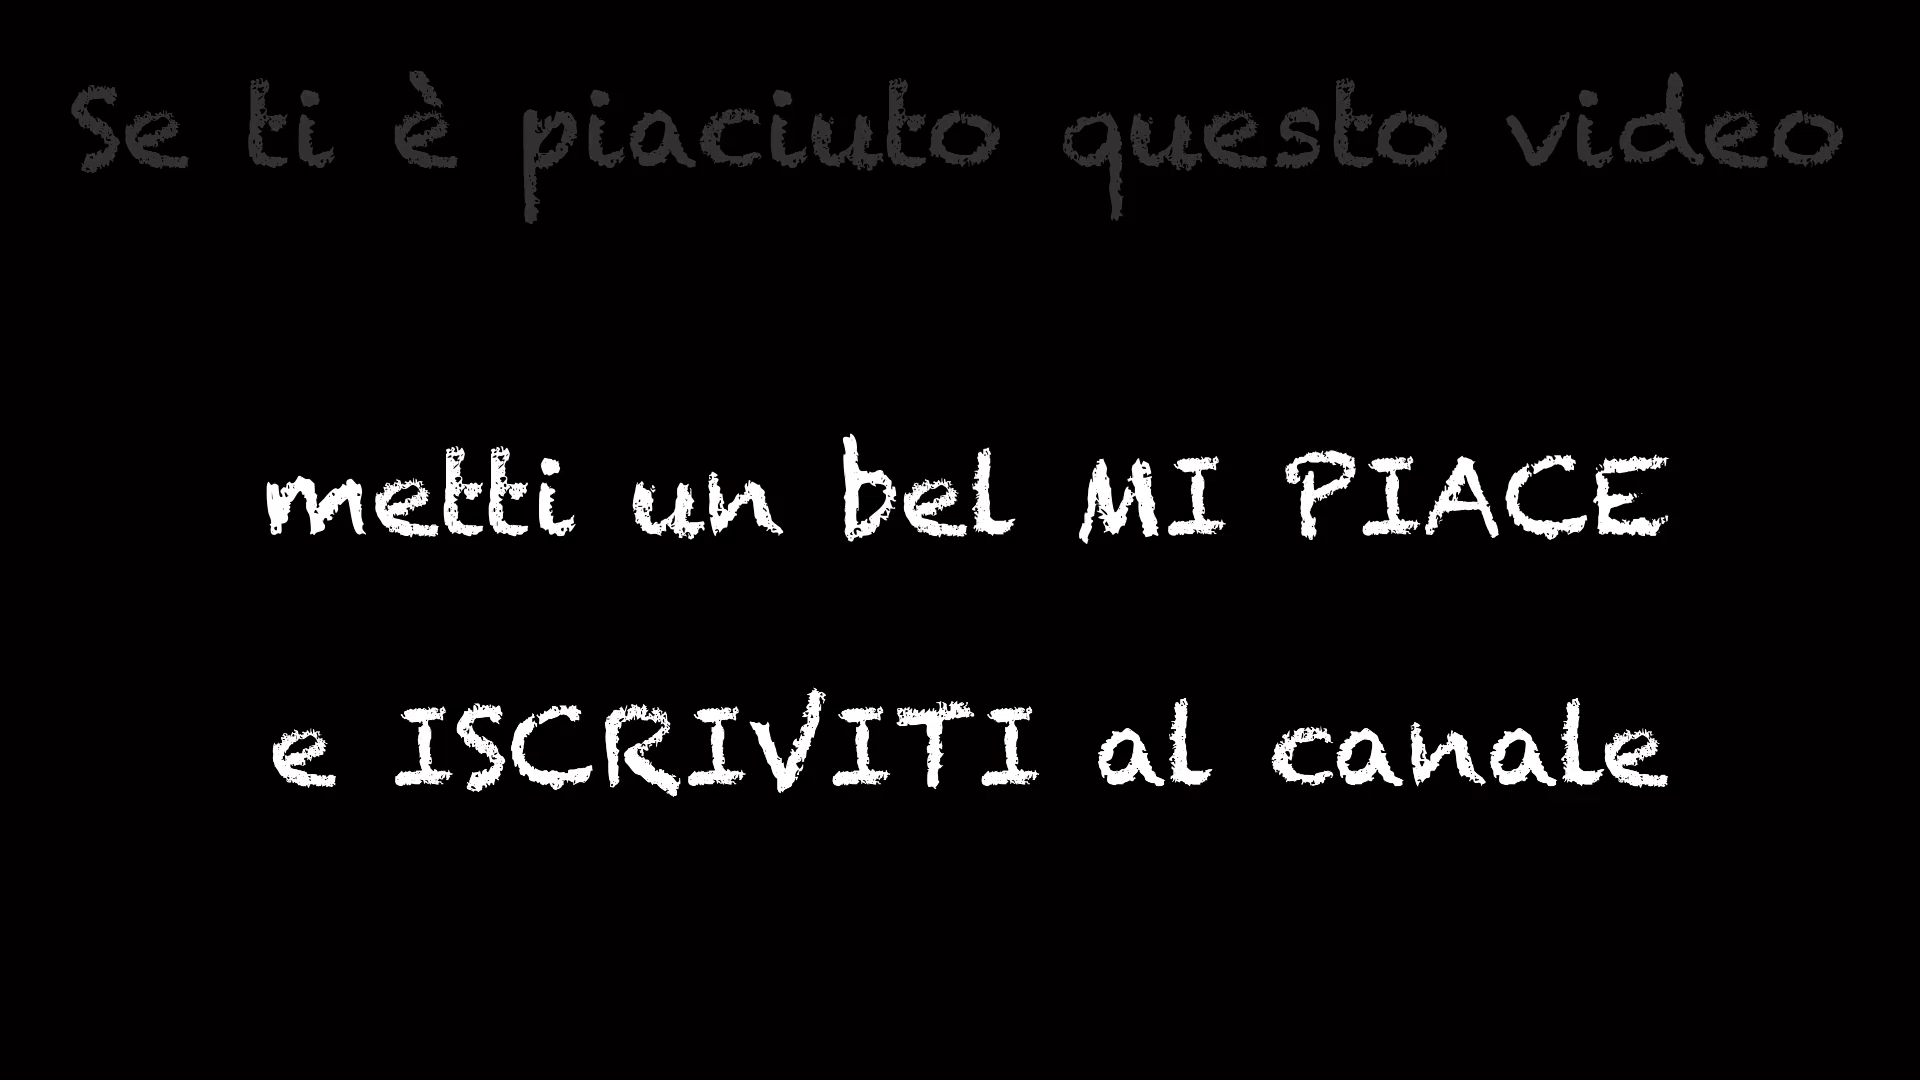 Se ti è piaciuto questo video
metti un bel MI PIACE
e ISCRIVITI al canale